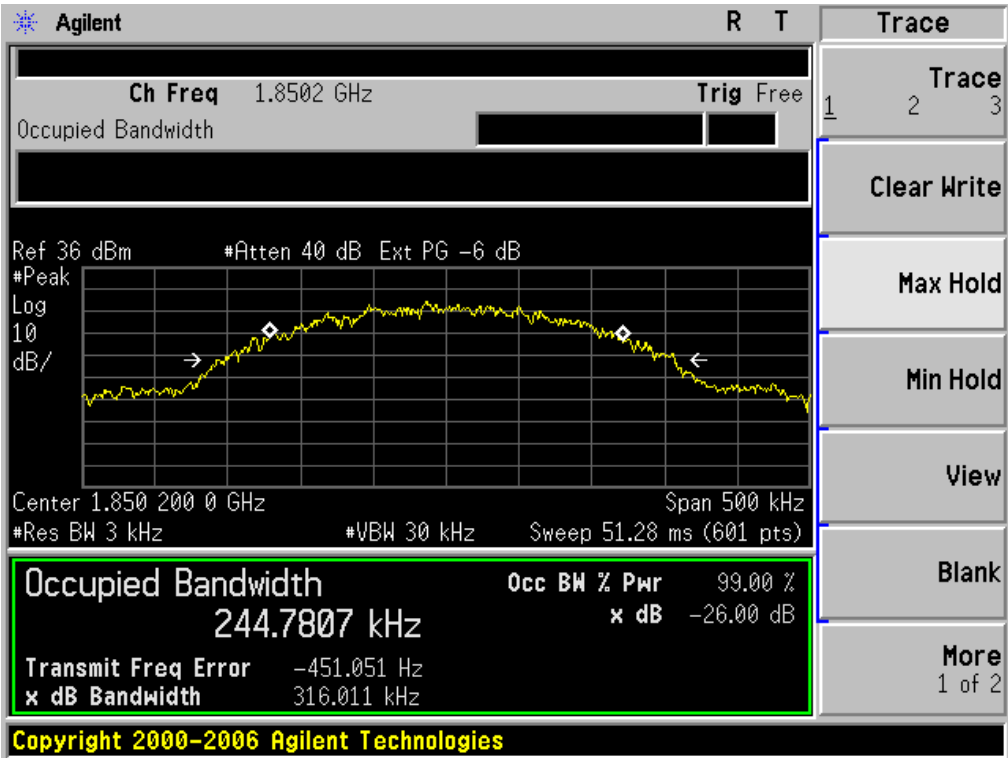 Agilent R T Trace
Ch Freq 1.8502 GHz Trig Free
Occupied Bandwidth
Ref 36 dBm #Atten 40 dB Ext PG -6 dB
#Peak
Log
10
dB/
Center 1.850 200 0 GHz Span 500 kHz
#Res BW 3 kHz #VBW 30 kHz Sweep 51.28 ms (601 pts)
Occupied Bandwidth Occ BW % Pwr 99.00 %
244.7807 kHz x dB -26.00 dB
Transmit Freq Error -451.051 Hz
x dB Bandwidth 316.011 kHz
Copyright 2000-2006 Agilent Technologies
Trace
1 2 3
Clear Write
Max Hold
Min Hold
View
Blank
More
1 of 2